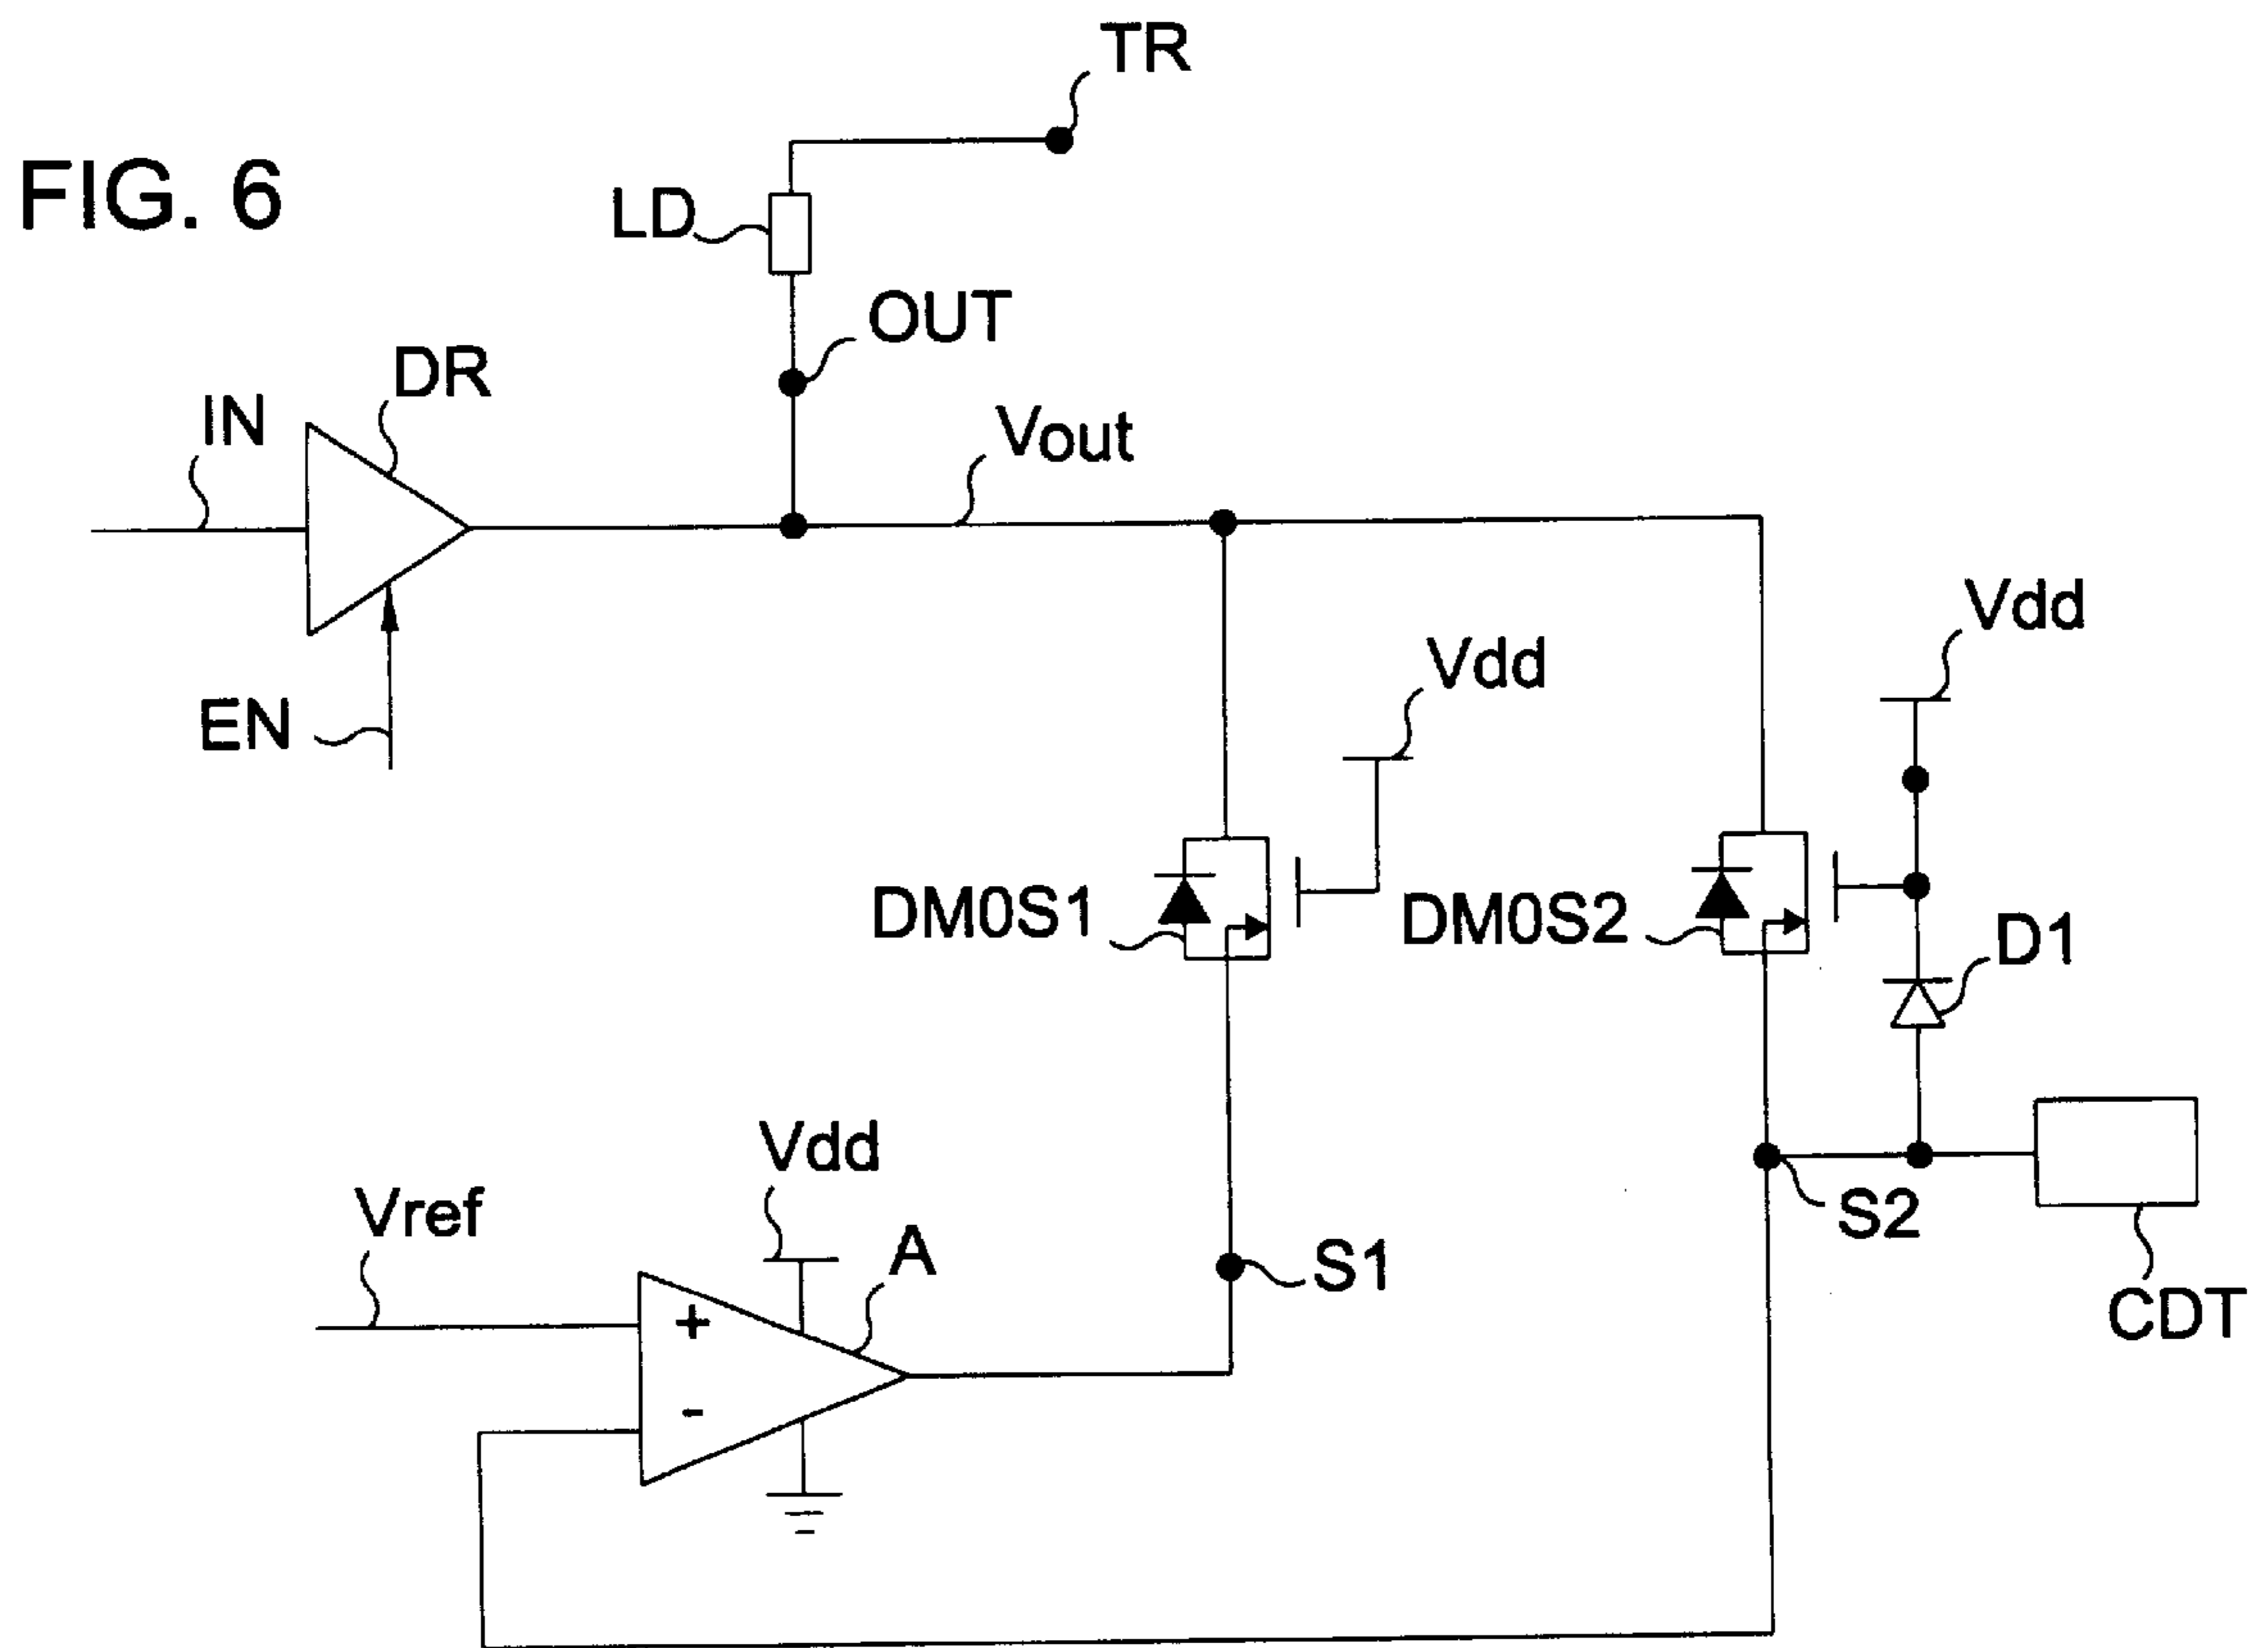 TR
FIG. 6
LD
OUT
DR
IN
Vout
Vdd
Vdd
EN
DM0S1
DM0S2
D1
Vdd
Vref
A
S2
S1
+
-
CDT